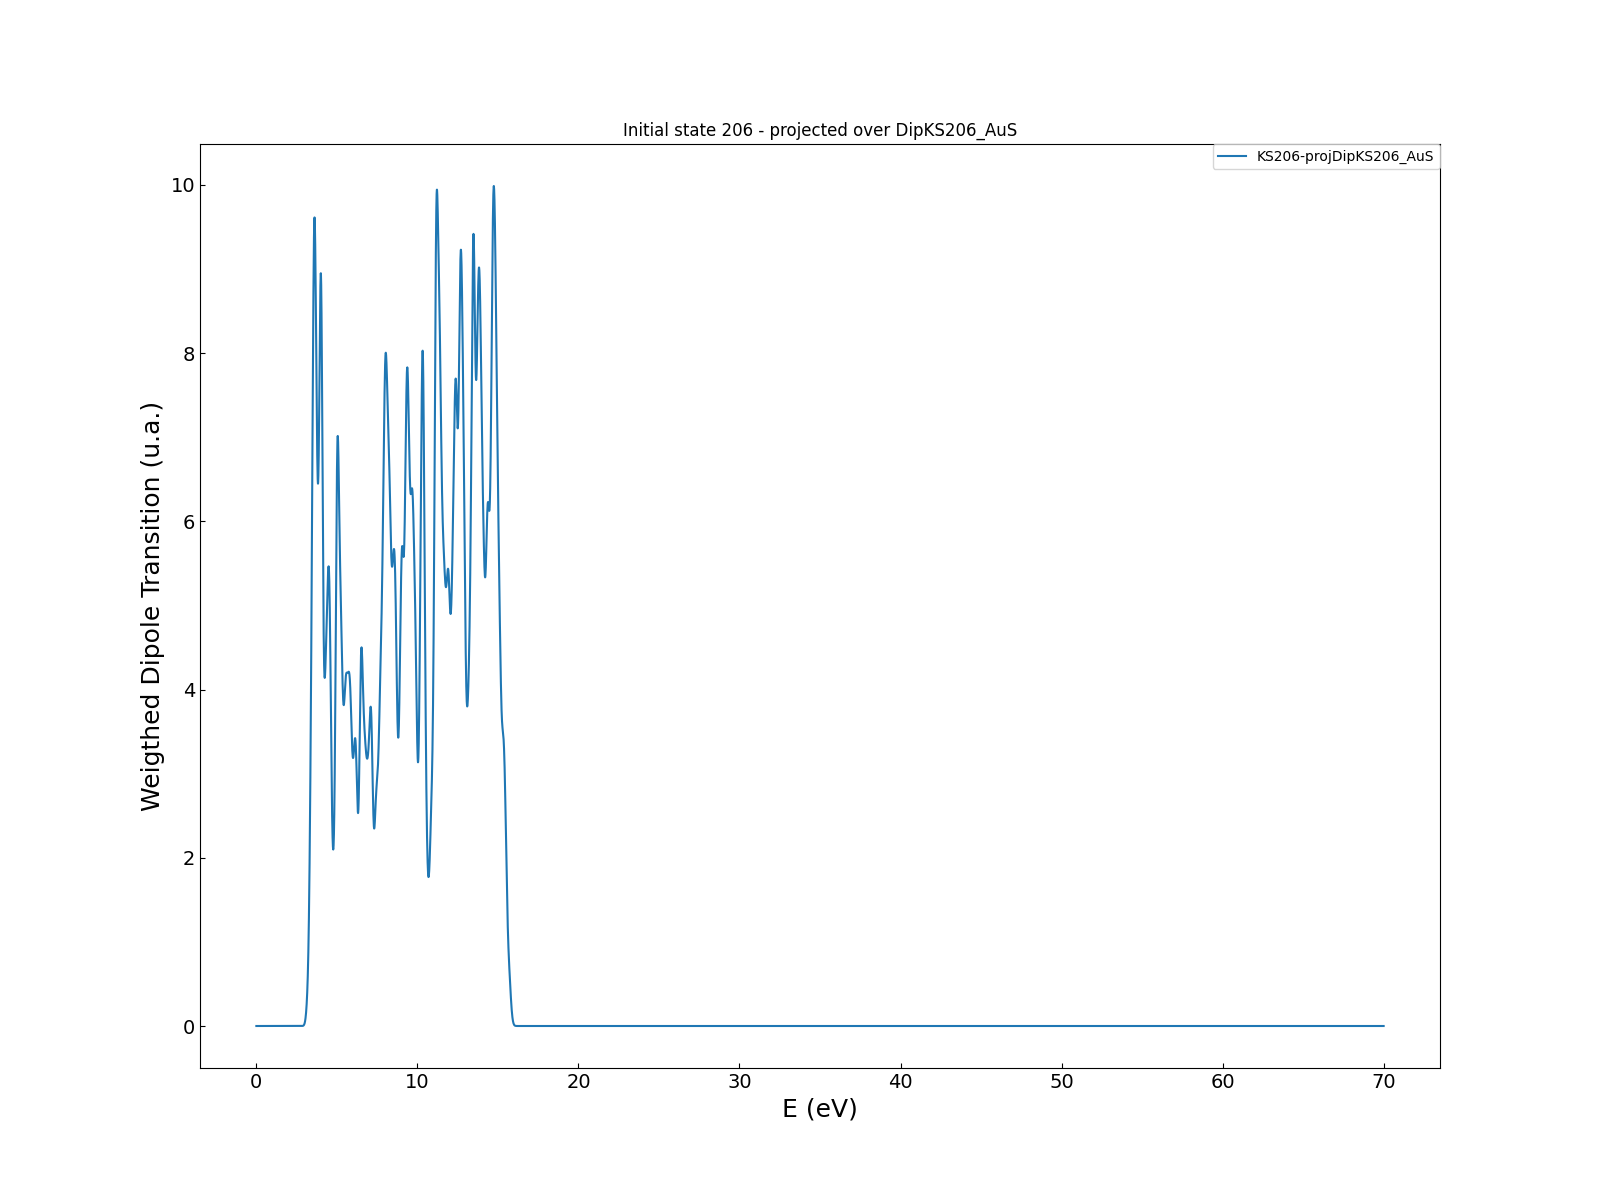 Initial state 206 - projected over DipKS206_AuS
KS206-projDipKS206_AuS
Weigthed Dipole Transition (u.a.)
10
8
6
4
2
0
0 10 20 30 40 50 60 70
E (eV)